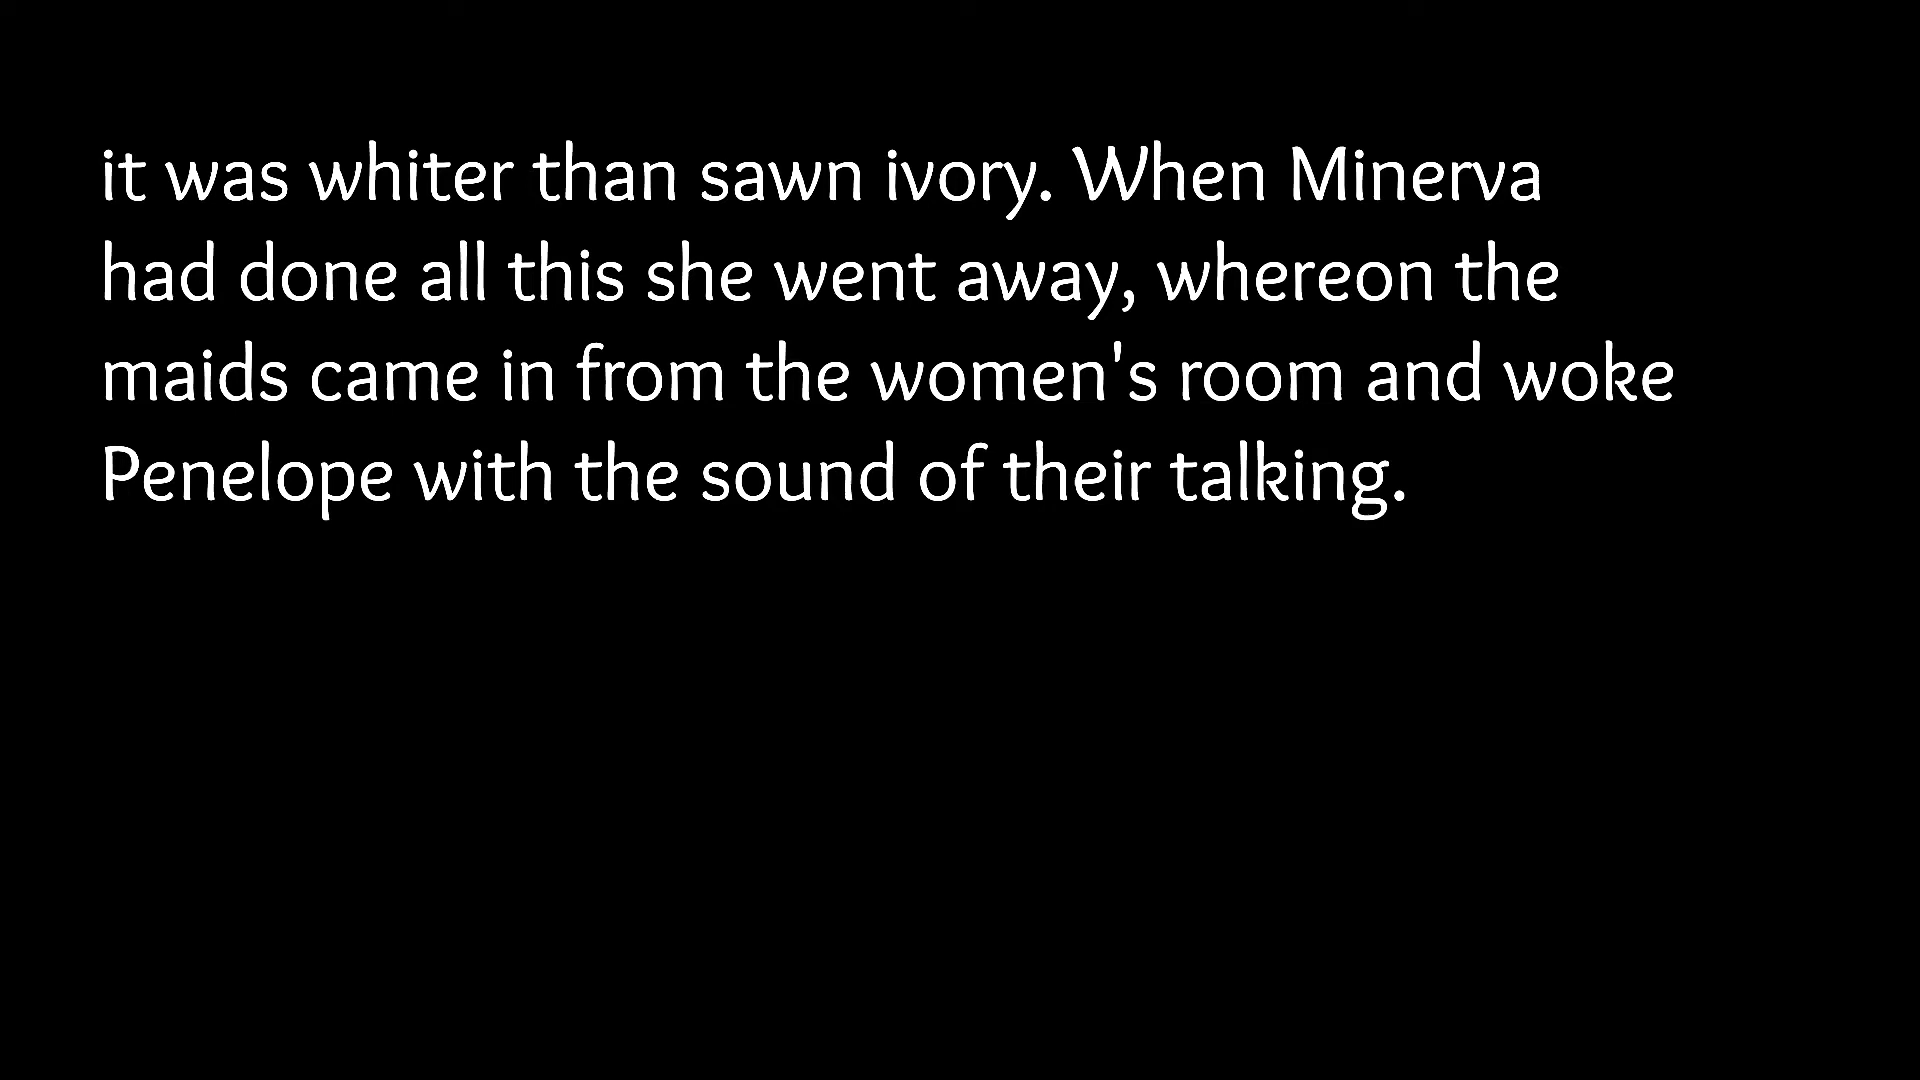 it was whiter than sawn ivory. When Minerva
had done all this she went away, whereon the
maids came in from the women's room and woke
Penelope with the sound of their talking.